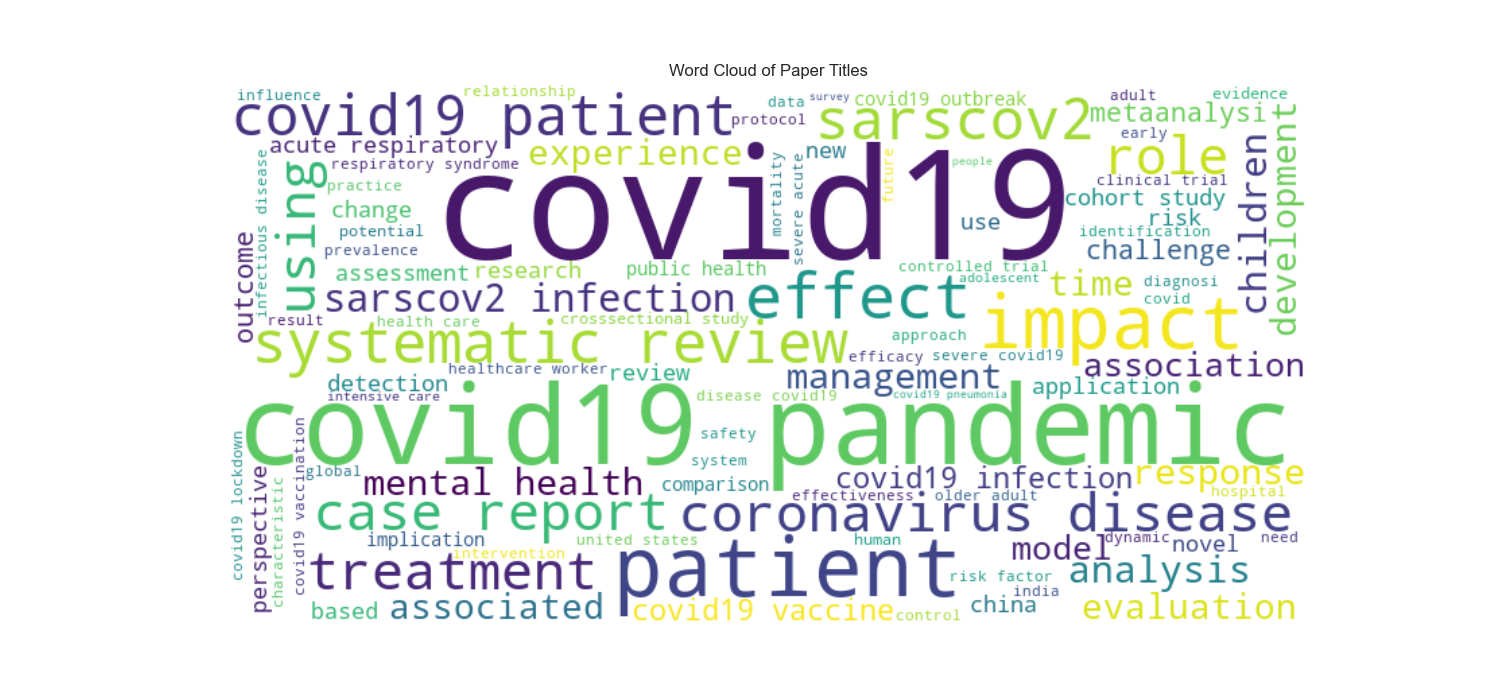 Word Cloud of Paper Titles
influence
relationship
data
survey
covid19 outbreak
adult
evidence
covid19 patient
protocol
sarscov2
metaanalysi
early
acute respiratory
experience
new
role
children
development
infectious disease
using
respiratory syndrome
covid19
mortality
severe acute
future
people
clinical trial
practice
change
cohort study
potential
use
risk
prevalence
identification
challenge
outcome
assessment
research
public health
controlled trial
adolescent
time
diagnosi
covid
sarscov2 infection
effect
impact
result
health care
crosssectional study
approach
systematic review
efficacy
severe covid19
association
healthcare worker
review
management
application
detection
intensive care
disease covid19
covid19 pneumonia
covid19 pandemic
safety
system
covid19 lockdown
perspective
characteristic
covid19 vaccination
global
mental health
comparison
covid19 infection
response
effectiveness
older adult
hospital
case report
coronavirus disease
implication
united states
human
dynamic
need
intervention
model
novel
treatment
patient
risk factor
analysis
india
based
associated
covid19 vaccine
control
china
evaluation